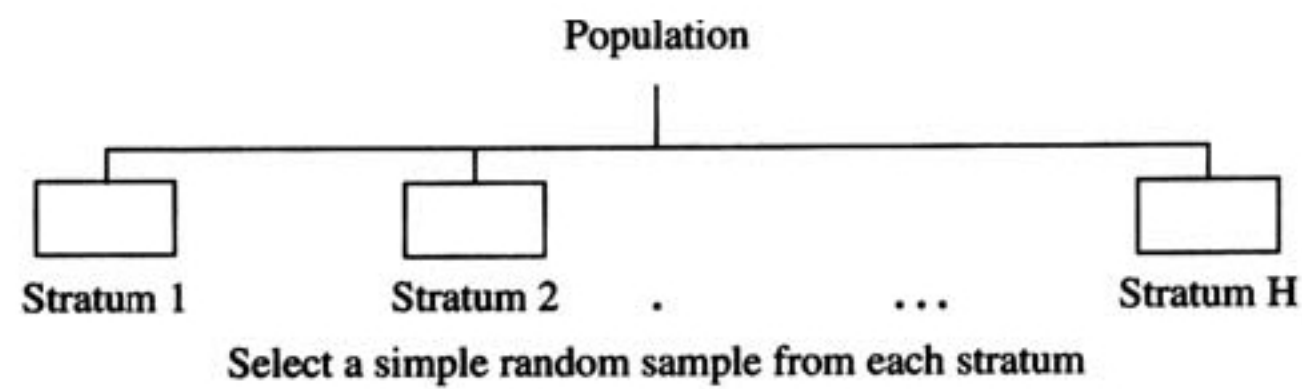 Population
Stratum 1 Stratum 2 . ... Stratum H
Select a simple random sample from each stratum